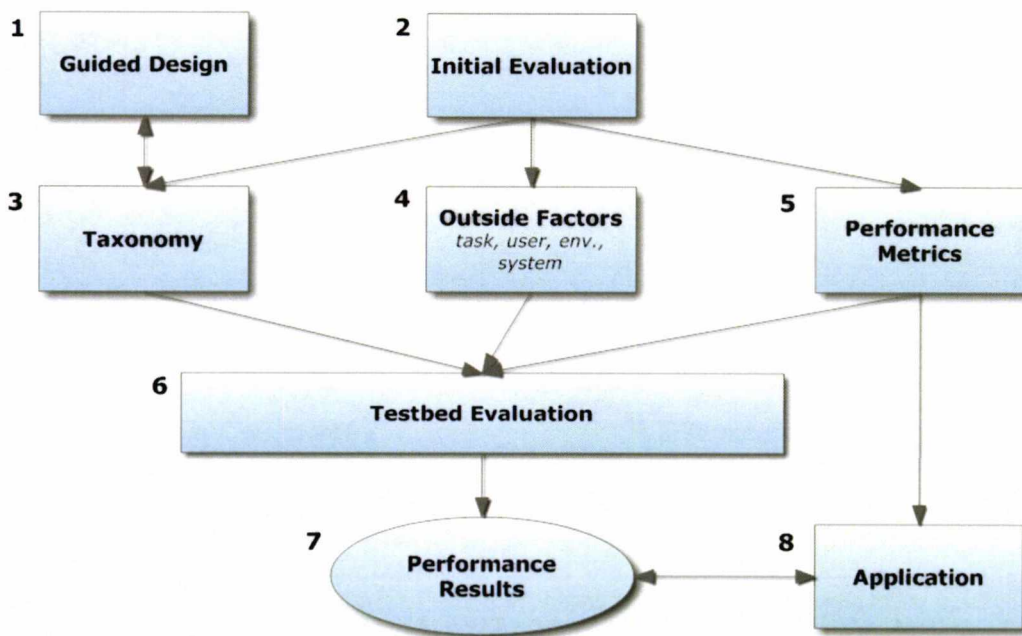 1
Guided Design
2
Initial Evaluation
3
Taxonomy
4
Outside Factors
task, user, env.,
system
5
Performance
Metrics
6
Testbed Evaluation
7
Performance
Results
8
Application